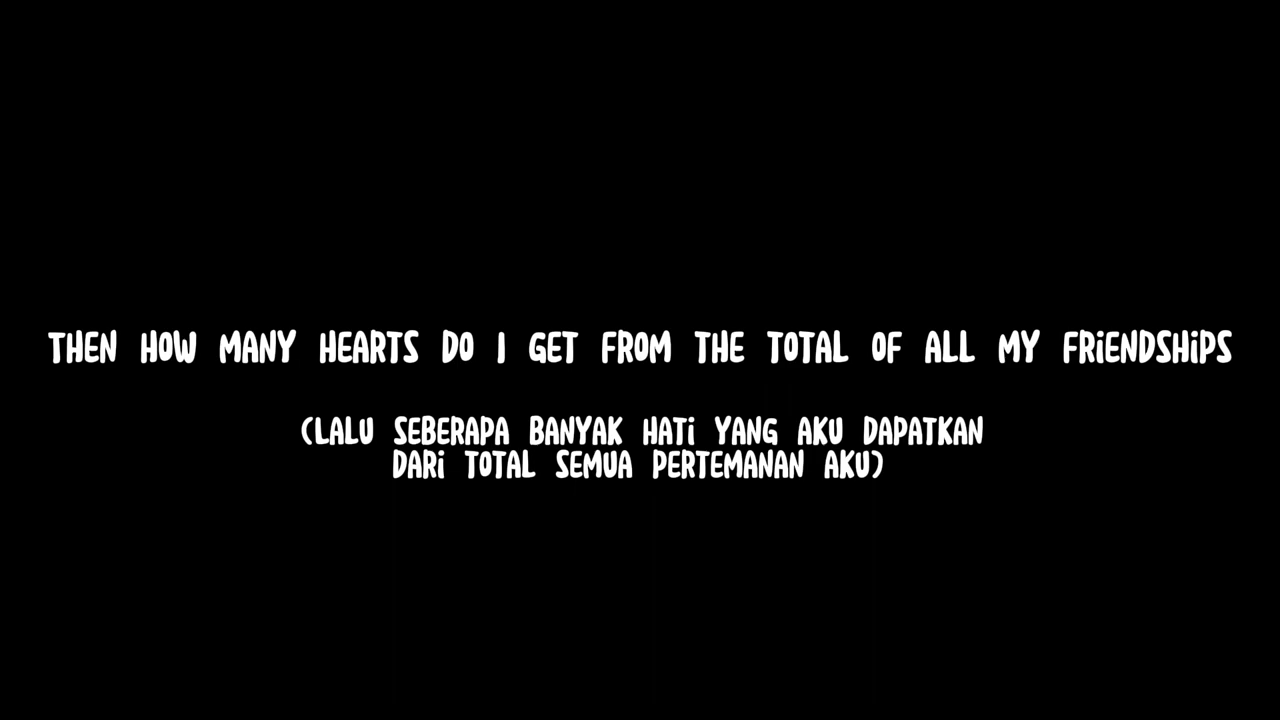 THEN HOW MANY HEARTS DO I GET FROM THE TOTAL OF ALL MY FRiENDSHiPS
(LALU SEBERAPA BANYAK HATi YANG AKU DAPATKAN
DARi TOTAL SEMUA PERTEMANAN AKU)